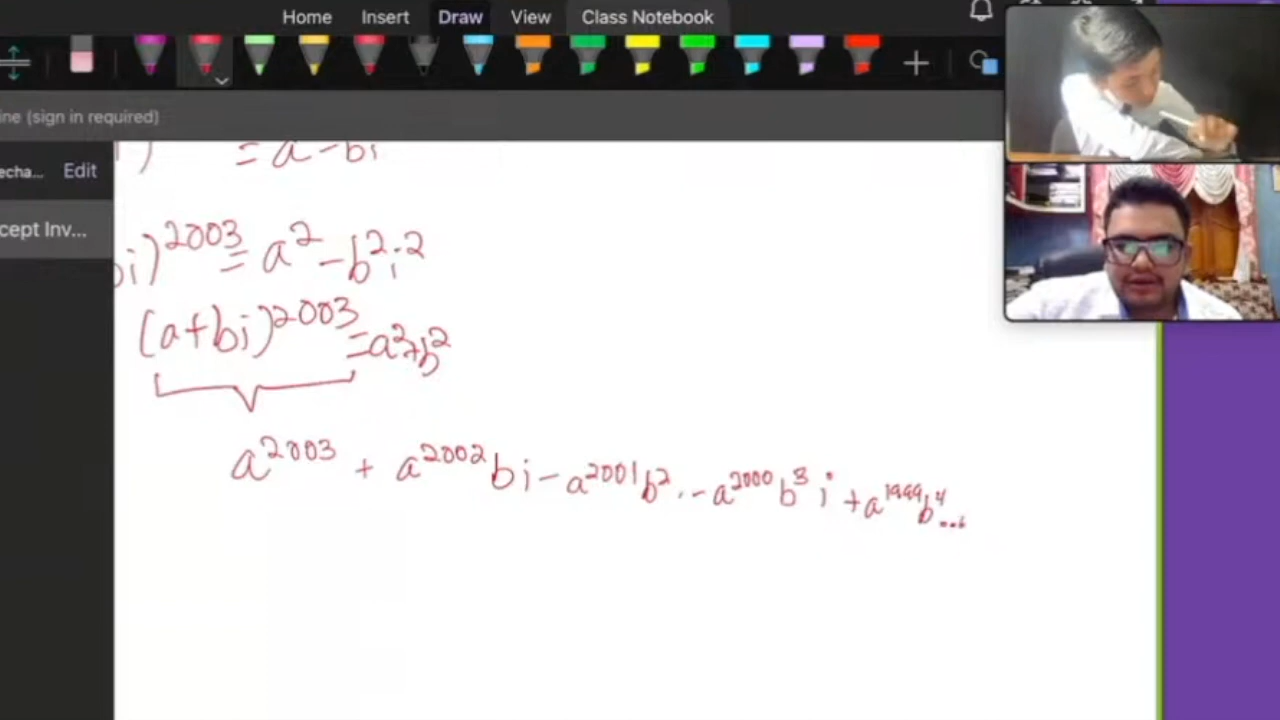 Home Insert Draw View Class Notebook
ine (sign in required)
echa... Edit
cept Inv...
= a - bi
bi)^2003 = a^2 - b^2 i^2
(a+bi)^2003 = a^2 + b^2
a^2003 + a^2002 bi - a^2001 b^2 .. - a^2000 b^3 i + a^1999 b^4 ...